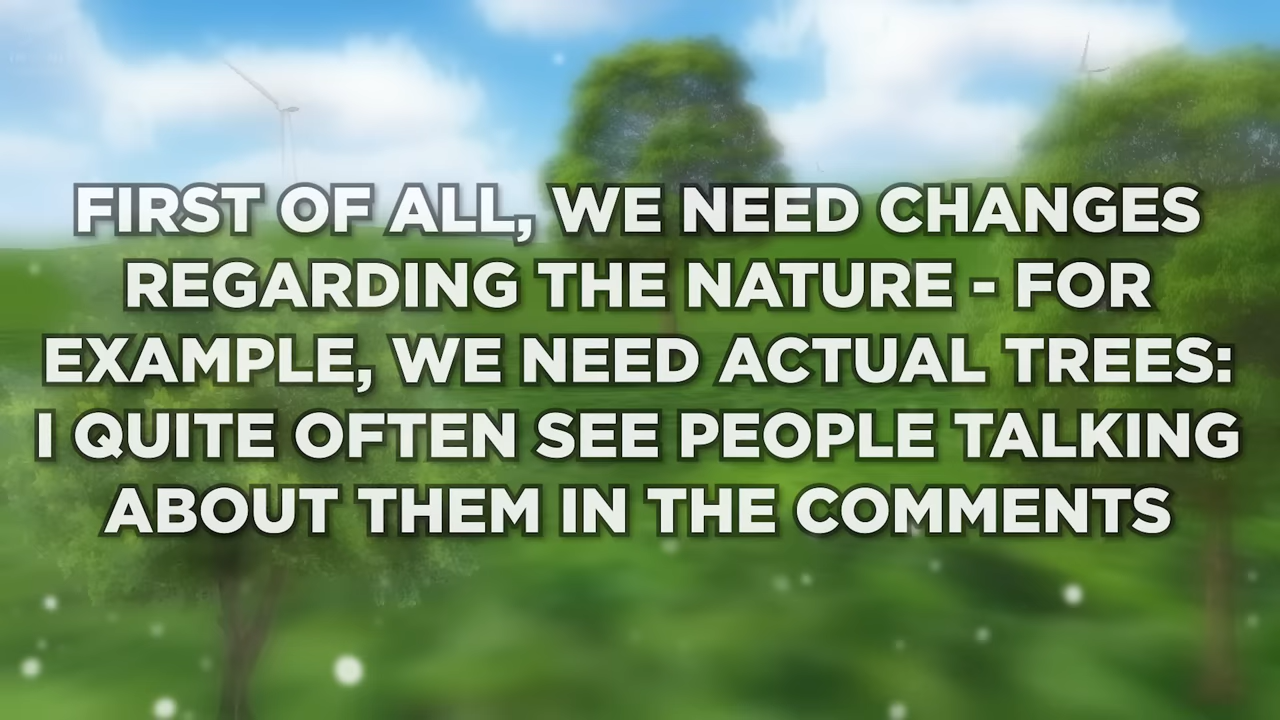 FIRST OF ALL, WE NEED CHANGES
REGARDING THE NATURE - FOR
EXAMPLE, WE NEED ACTUAL TREES:
I QUITE OFTEN SEE PEOPLE TALKING
ABOUT THEM IN THE COMMENTS